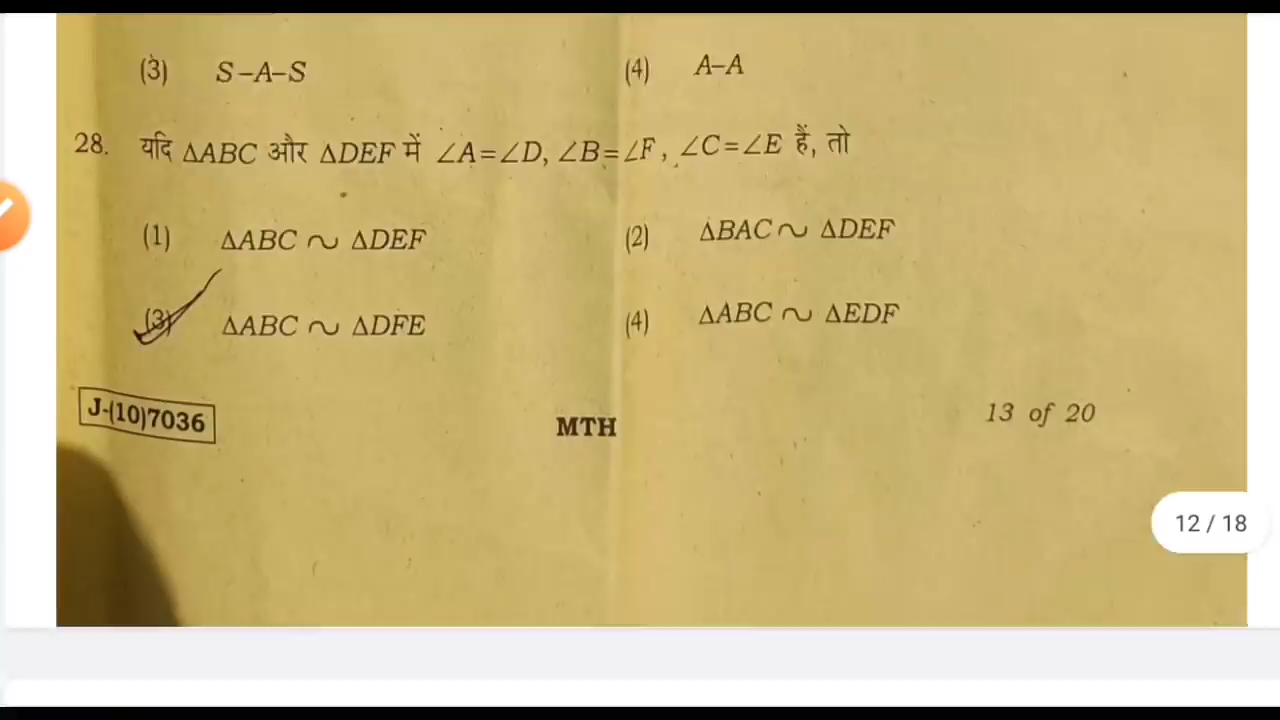 (3) S-A-S (4) A-A
28. यदि ΔABC और ΔDEF में ∠A=∠D, ∠B=∠F, ∠C=∠E हैं, तो
(1) ΔABC ~ ΔDEF (2) ΔBAC ~ ΔDEF
(3) ΔABC ~ ΔDFE (4) ΔABC ~ ΔEDF
J-(10)7036 MTH 13 of 20
12 / 18